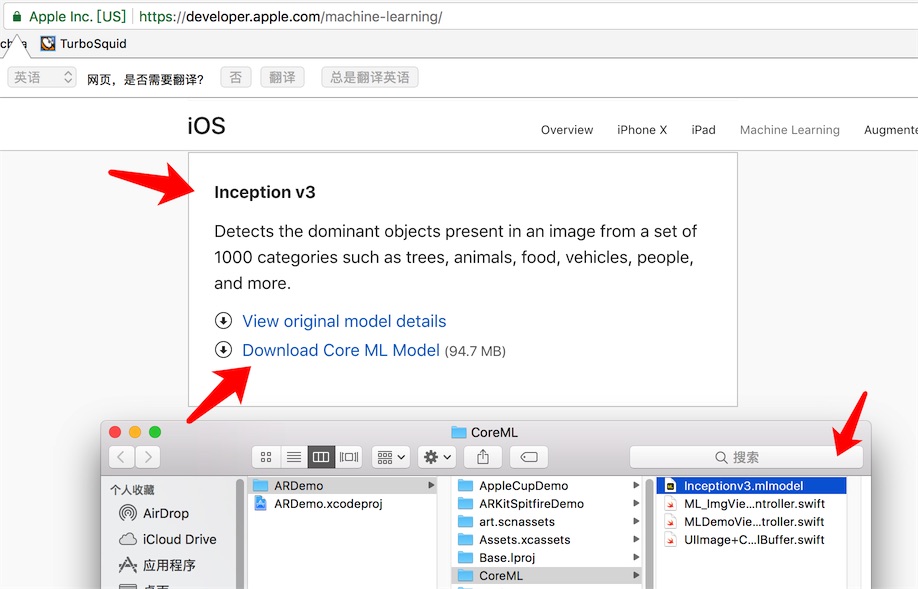 Apple Inc. [US] https://developer.apple.com/machine-learning/
TurboSquid
英语 网页，是否需要翻译? 否 翻译 总是翻译英语
iOS Overview iPhone X iPad Machine Learning Augmente
Inception v3
Detects the dominant objects present in an image from a set of
1000 categories such as trees, animals, food, vehicles, people,
and more.
View original model details
Download Core ML Model (94.7 MB)
CoreML
搜索
个人收藏
AirDrop
iCloud Drive
应用程序
桌面
ARDemo
ARDemo.xcodeproj
AppleCupDemo
ARKitSpitfireDemo
art.scnassets
Assets.xcassets
Base.lproj
CoreML
Inceptionv3.mlmodel
ML_ImgVie...ntroller.swift
MLDemoVie...troller.swift
UIImage+C...lBuffer.swift